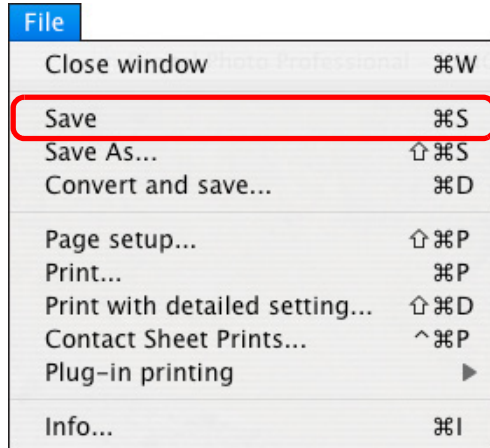 File
Close window ⌘W
Save ⌘S
Save As... ⇧⌘S
Convert and save... ⌘D
Page setup... ⇧⌘P
Print... ⌘P
Print with detailed setting... ⇧⌘D
Contact Sheet Prints... ^⌘P
Plug-in printing ▶
Info... ⌘I